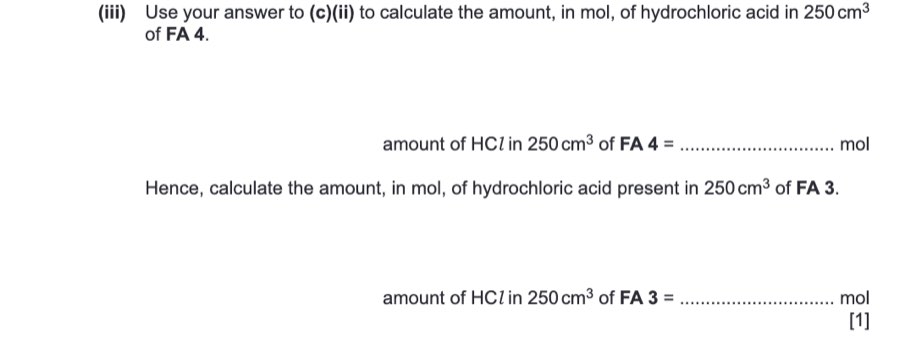 (iii) Use your answer to (c)(ii) to calculate the amount, in mol, of hydrochloric acid in 250 cm³
of FA 4.
amount of HCl in 250 cm³ of FA 4 = .............................. mol
Hence, calculate the amount, in mol, of hydrochloric acid present in 250 cm³ of FA 3.
amount of HCl in 250 cm³ of FA 3 = .............................. mol
[1]